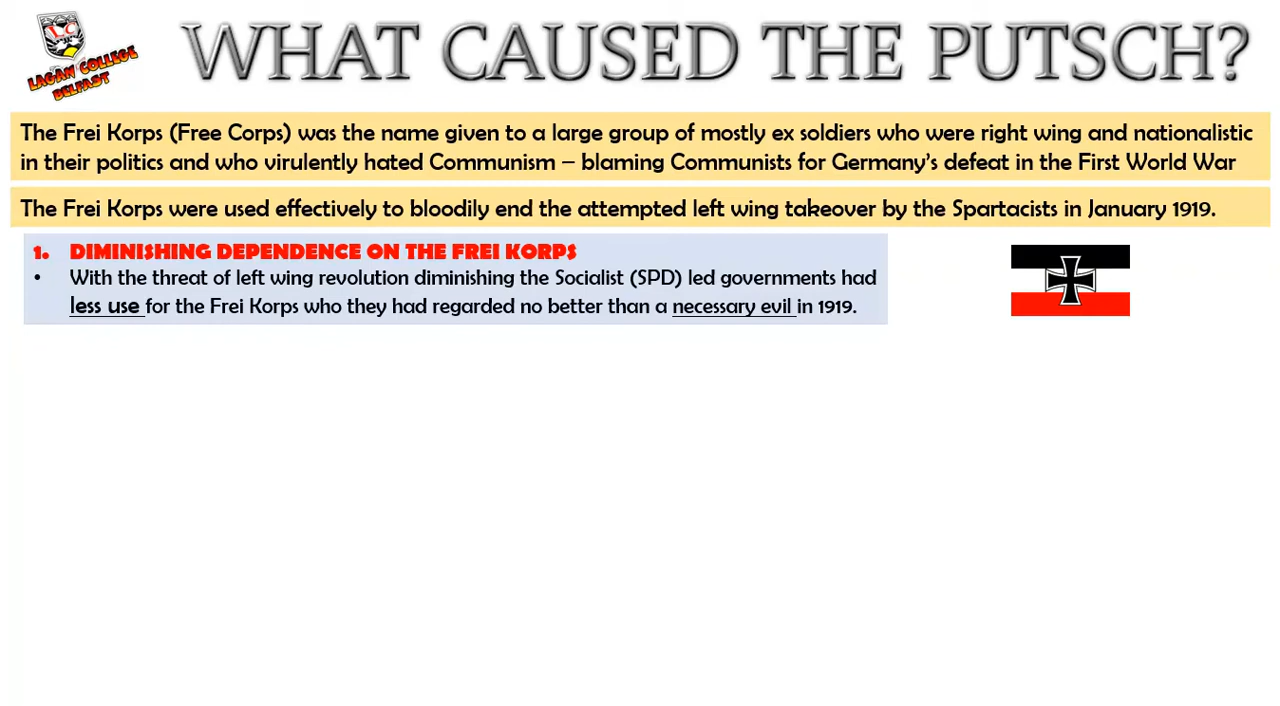 LC
LAGAN COLLEGE
BELFAST
WHAT CAUSED THE PUTSCH?
The Frei Korps (Free Corps) was the name given to a large group of mostly ex soldiers who were right wing and nationalistic
in their politics and who virulently hated Communism – blaming Communists for Germany's defeat in the First World War
The Frei Korps were used effectively to bloodily end the attempted left wing takeover by the Spartacists in January 1919.
1. DIMINISHING DEPENDENCE ON THE FREI KORPS
• With the threat of left wing revolution diminishing the Socialist (SPD) led governments had
less use for the Frei Korps who they had regarded no better than a necessary evil in 1919.